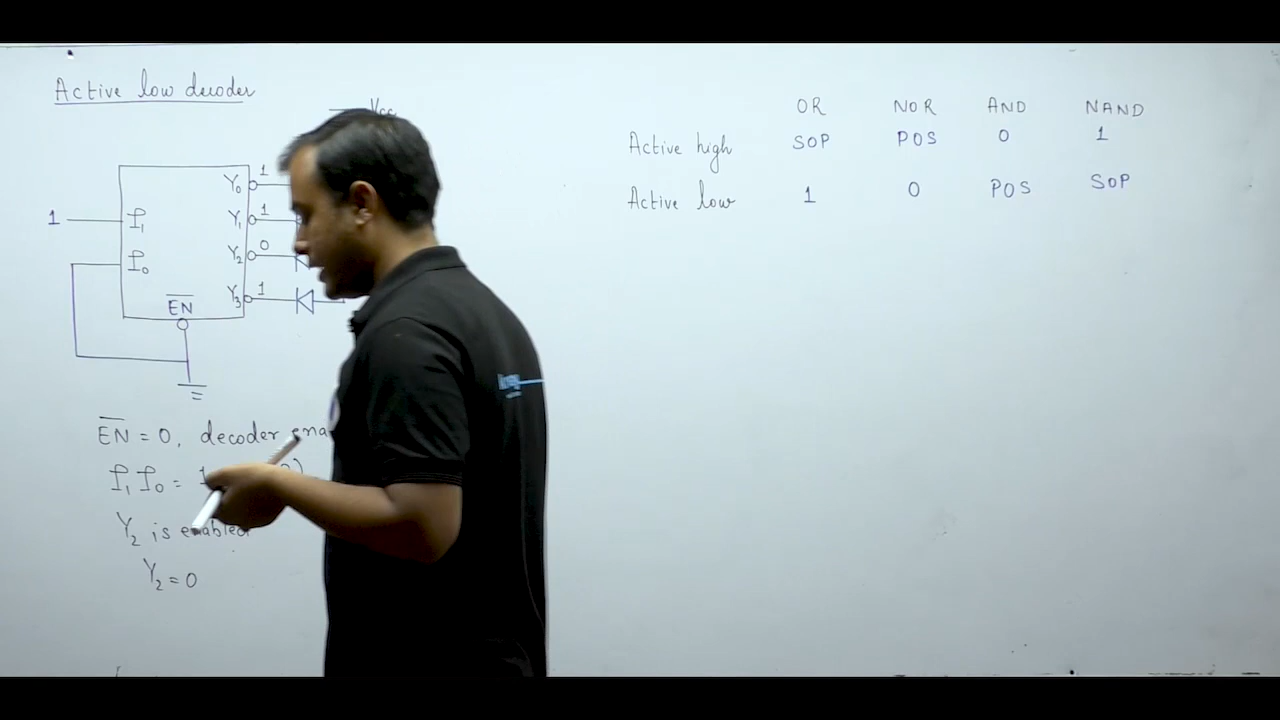 Active low decoder
Vcc
OR NOR AND NAND
Active high SOP POS 0 1
Active low 1 0 POS SOP
Y0 1
1 I1 Y1 1
I0 Y2 0
Y3 1
EN
EN = 0, decoder
I1 I0 = 1
Y2 is enabled
Y2 = 0